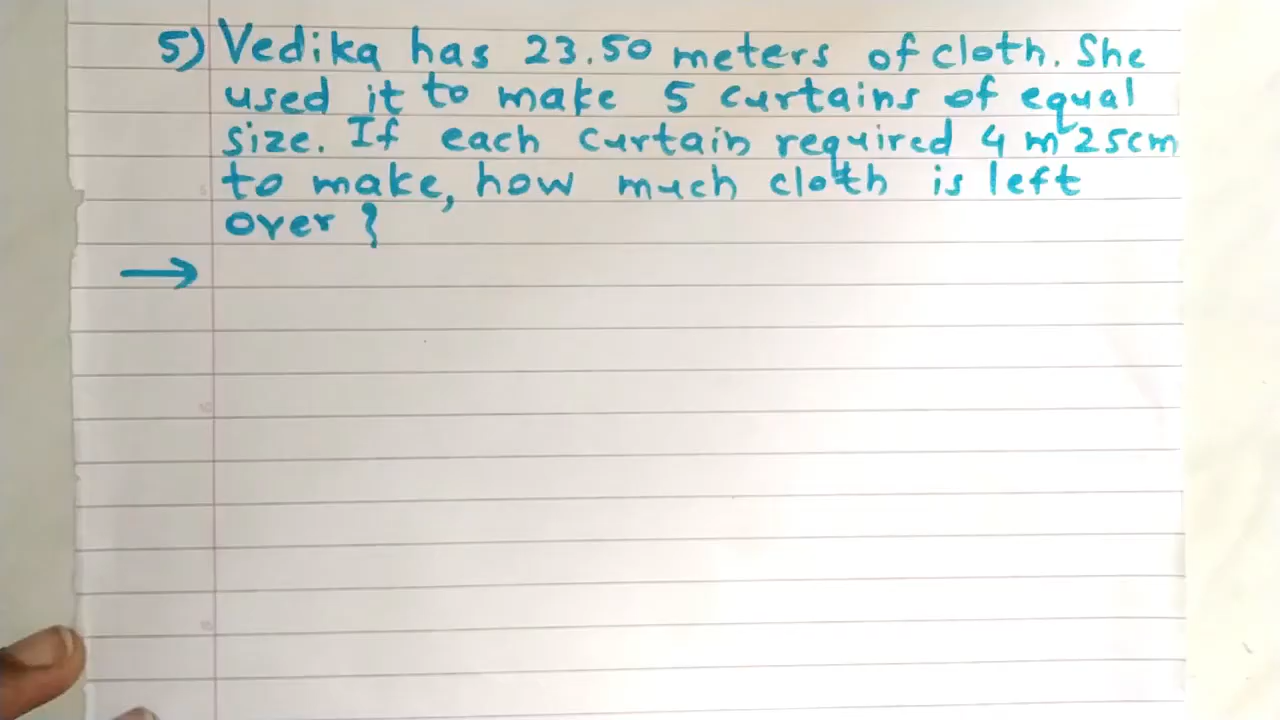 5) Vedika has 23.50 meters of cloth. She
used it to make 5 curtains of equal
size. If each curtain required 4 m 25cm
to make, how much cloth is left
over ?
→